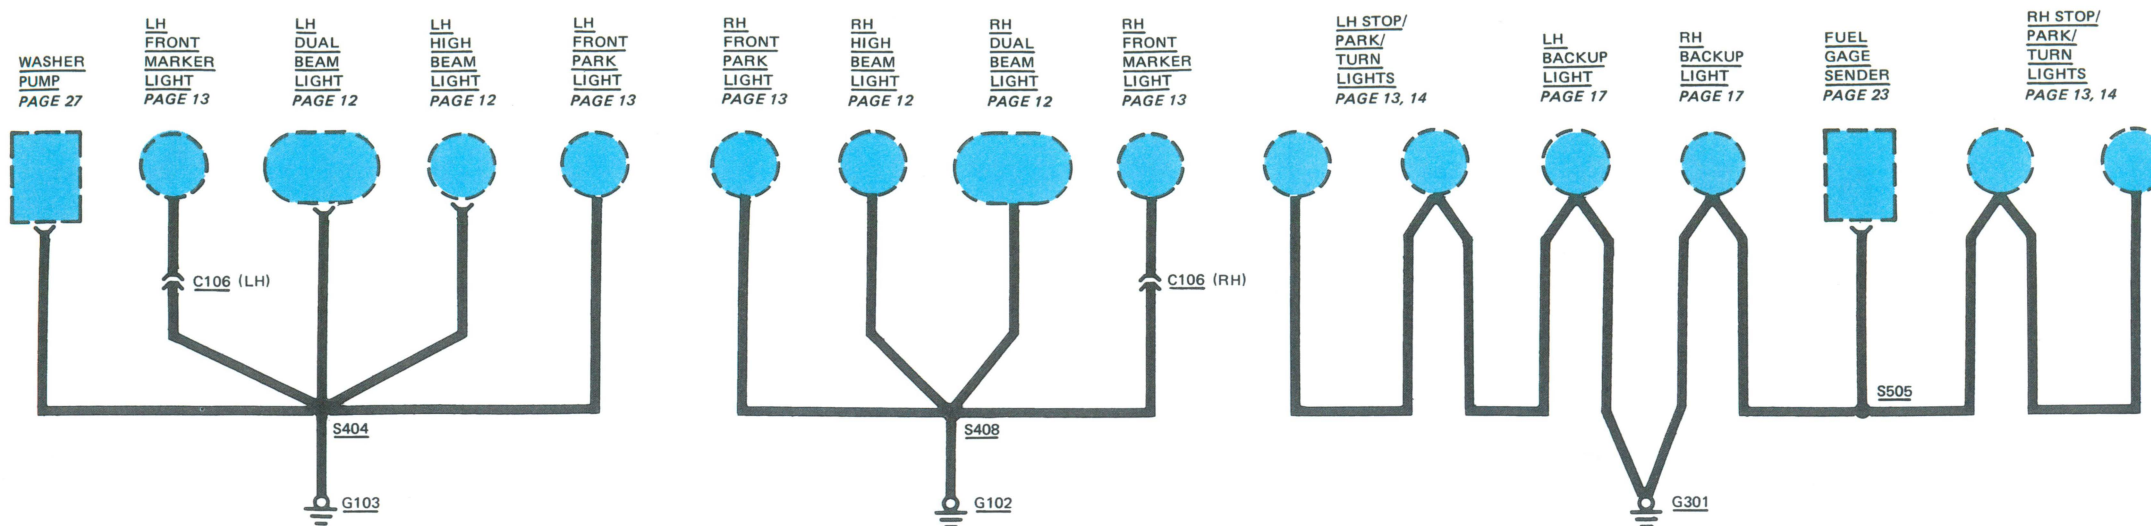 WASHER
PUMP
PAGE 27
LH
FRONT
MARKER
LIGHT
PAGE 13
LH
DUAL
BEAM
LIGHT
PAGE 12
LH
HIGH
BEAM
LIGHT
PAGE 12
LH
FRONT
PARK
LIGHT
PAGE 13
RH
FRONT
PARK
LIGHT
PAGE 13
RH
HIGH
BEAM
LIGHT
PAGE 12
RH
DUAL
BEAM
LIGHT
PAGE 12
RH
FRONT
MARKER
LIGHT
PAGE 13
LH STOP/
PARK/
TURN
LIGHTS
PAGE 13, 14
LH
BACKUP
LIGHT
PAGE 17
RH
BACKUP
LIGHT
PAGE 17
FUEL
GAGE
SENDER
PAGE 23
RH STOP/
PARK/
TURN
LIGHTS
PAGE 13, 14
C106 (LH)
C106 (RH)
S404
S408
S505
G103
G102
G301